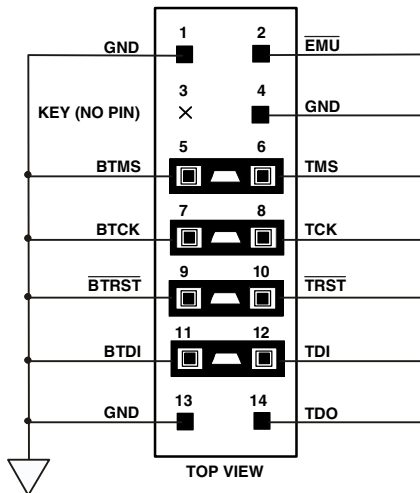 1 2
GND EMU
3 4
KEY (NO PIN) GND
5 6
BTMS TMS
7 8
BTCK TCK
9 10
BTRST TRST
11 12
BTDI TDI
13 14
GND TDO
TOP VIEW